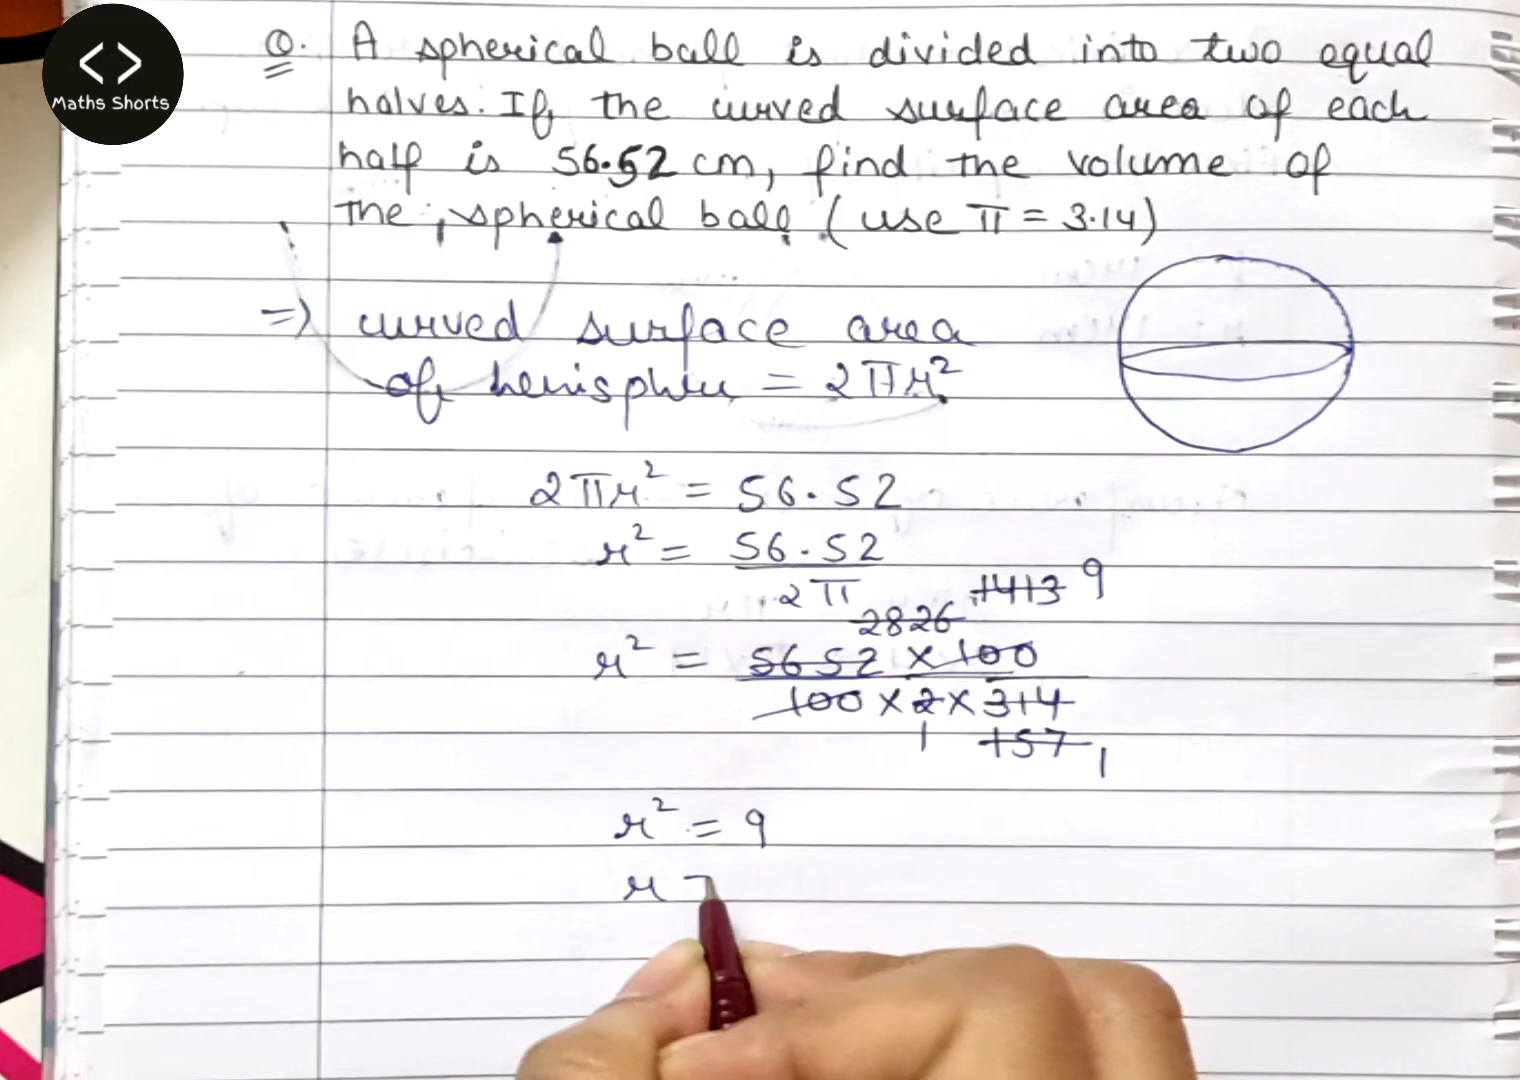 <>
Maths Shorts
Q. A spherical ball is divided into two equal
halves. If the curved surface area of each
half is 56.52 cm, find the volume of
the spherical ball (use π = 3.14)
=> curved surface area
of hemisphere = 2πr²
2πr² = 56.52
r² = 56.52
2π
1413 9
2826
r² = 5652 × 100
100 × 2 × 314
1 157 1
r² = 9
r